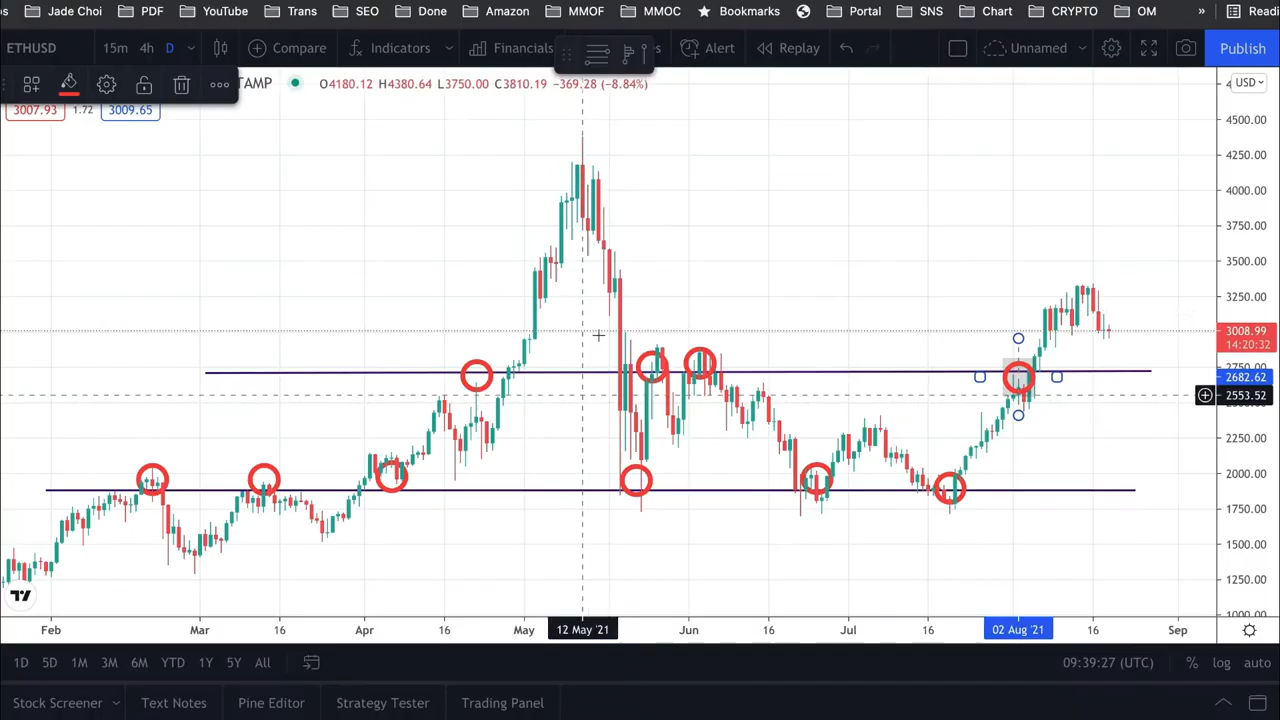 s Jade Choi PDF YouTube Trans SEO Done Amazon MMOF MMOC Bookmarks Portal SNS Chart CRYPTO OM » Readi
ETHUSD 15m 4h D Compare Indicators Financials es Alert Replay Unnamed Publish
TAMP O4180.12 H4380.64 L3750.00 C3810.19 −369.28 (−8.84%) USD
3007.93 1.72 3009.65
4500.00
4250.00
4000.00
3750.00
3500.00
3250.00
3008.99
14:20:32
2750.00
2682.62
2553.52
2250.00
2000.00
1750.00
1500.00
1250.00
1000.00
Feb Mar 16 Apr 16 May 12 May '21 Jun 16 Jul 16 02 Aug '21 16 Sep
1D 5D 1M 3M 6M YTD 1Y 5Y All 09:39:27 (UTC) % log auto
Stock Screener Text Notes Pine Editor Strategy Tester Trading Panel